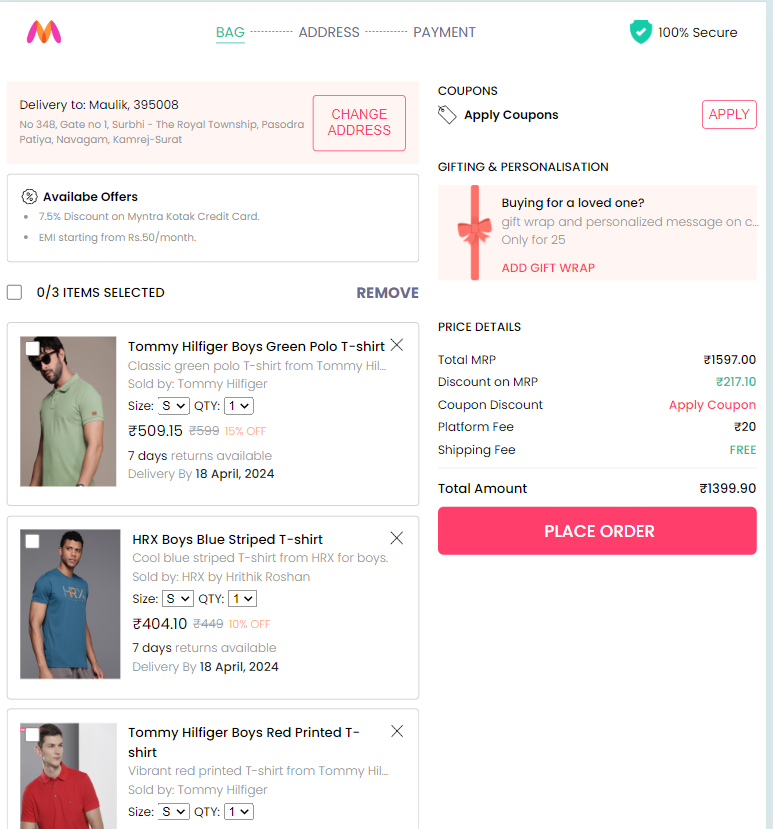 BAG ---------- ADDRESS ---------- PAYMENT
100% Secure
Delivery to: Maulik, 395008
No 348, Gate no 1, Surbhi - The Royal Township, Pasodra
Patiya, Navagam, Kamrej-Surat
CHANGE
ADDRESS
Availabe Offers
7.5% Discount on Myntra Kotak Credit Card.
EMI starting from Rs.50/month.
0/3 ITEMS SELECTED
REMOVE
Tommy Hilfiger Boys Green Polo T-shirt
Classic green polo T-shirt from Tommy Hil...
Sold by: Tommy Hilfiger
Size: S QTY: 1
₹509.15 ₹599 15% OFF
7 days returns available
Delivery By 18 April, 2024
HRX Boys Blue Striped T-shirt
Cool blue striped T-shirt from HRX for boys.
Sold by: HRX by Hrithik Roshan
Size: S QTY: 1
₹404.10 ₹449 10% OFF
7 days returns available
Delivery By 18 April, 2024
HRX
Tommy Hilfiger Boys Red Printed T-
shirt
Vibrant red printed T-shirt from Tommy Hil...
Sold by: Tommy Hilfiger
Size: S QTY: 1
COUPONS
Apply Coupons
APPLY
GIFTING & PERSONALISATION
Buying for a loved one?
gift wrap and personalized message on c...
Only for 25
ADD GIFT WRAP
PRICE DETAILS
Total MRP ₹1597.00
Discount on MRP ₹217.10
Coupon Discount Apply Coupon
Platform Fee ₹20
Shipping Fee FREE
Total Amount ₹1399.90
PLACE ORDER